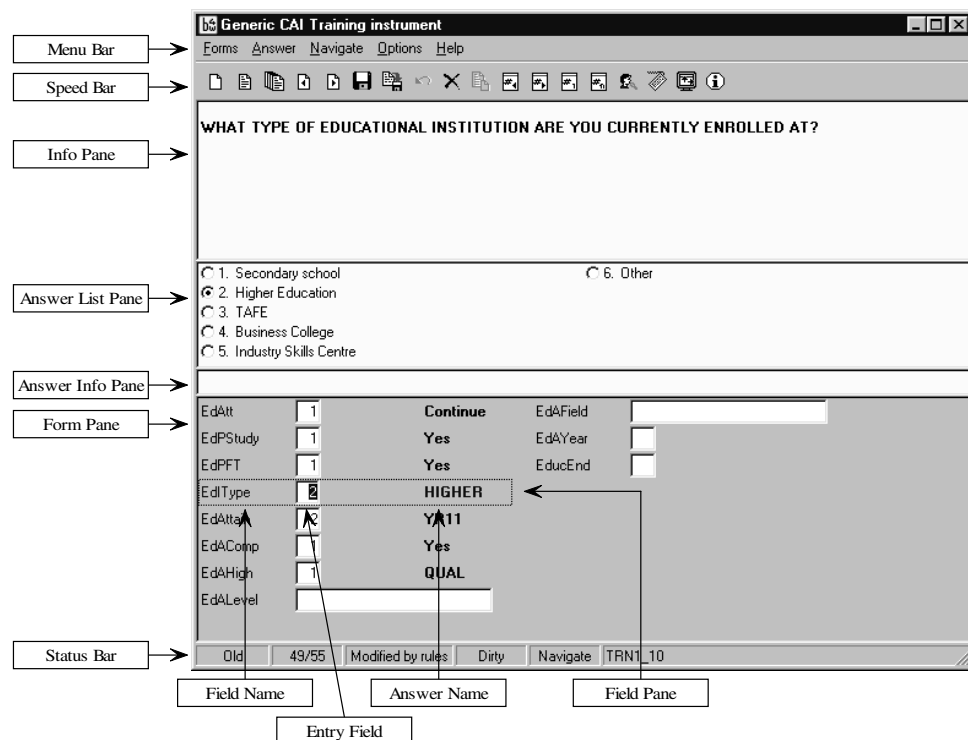 Generic CAI Training instrument
Menu Bar
Forms Answer Navigate Options Help
Speed Bar
WHAT TYPE OF EDUCATIONAL INSTITUTION ARE YOU CURRENTLY ENROLLED AT?
Info Pane
1. Secondary school 6. Other
2. Higher Education
Answer List Pane
3. TAFE
4. Business College
5. Industry Skills Centre
Answer Info Pane
EdAtt 1 Continue EdAField
Form Pane
EdPStudy 1 Yes EdAYear
EdPFT 1 Yes EducEnd
EdIType 2 HIGHER
EdAttain 2 YR11
EdAComp 1 Yes
EdAHigh 1 QUAL
EdALevel
Status Bar
Old 49/55 Modified by rules Dirty Navigate TRN1_10
Field Name Answer Name Field Pane
Entry Field